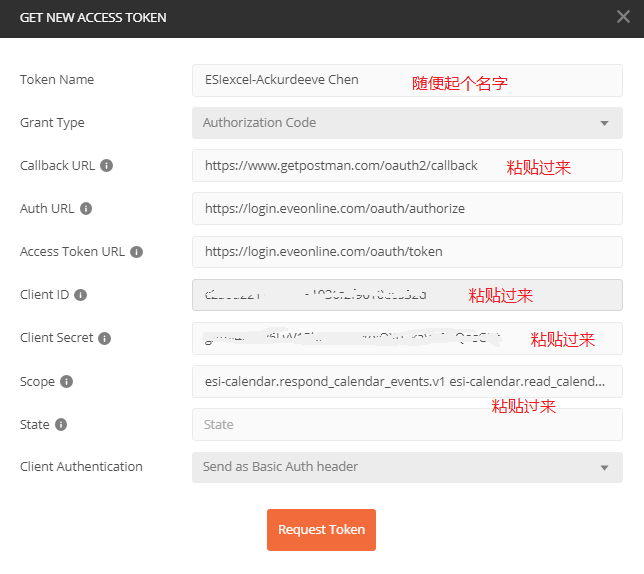 GET NEW ACCESS TOKEN
Token Name
ESIexcel-Ackurdeeve Chen
随便起个名字
Grant Type
Authorization Code
Callback URL
https://www.getpostman.com/oauth2/callback
粘贴过来
Auth URL
https://login.eveonline.com/oauth/authorize
Access Token URL
https://login.eveonline.com/oauth/token
Client ID
粘贴过来
Client Secret
粘贴过来
Scope
esi-calendar.respond_calendar_events.v1 esi-calendar.read_calend...
粘贴过来
State
State
Client Authentication
Send as Basic Auth header
Request Token